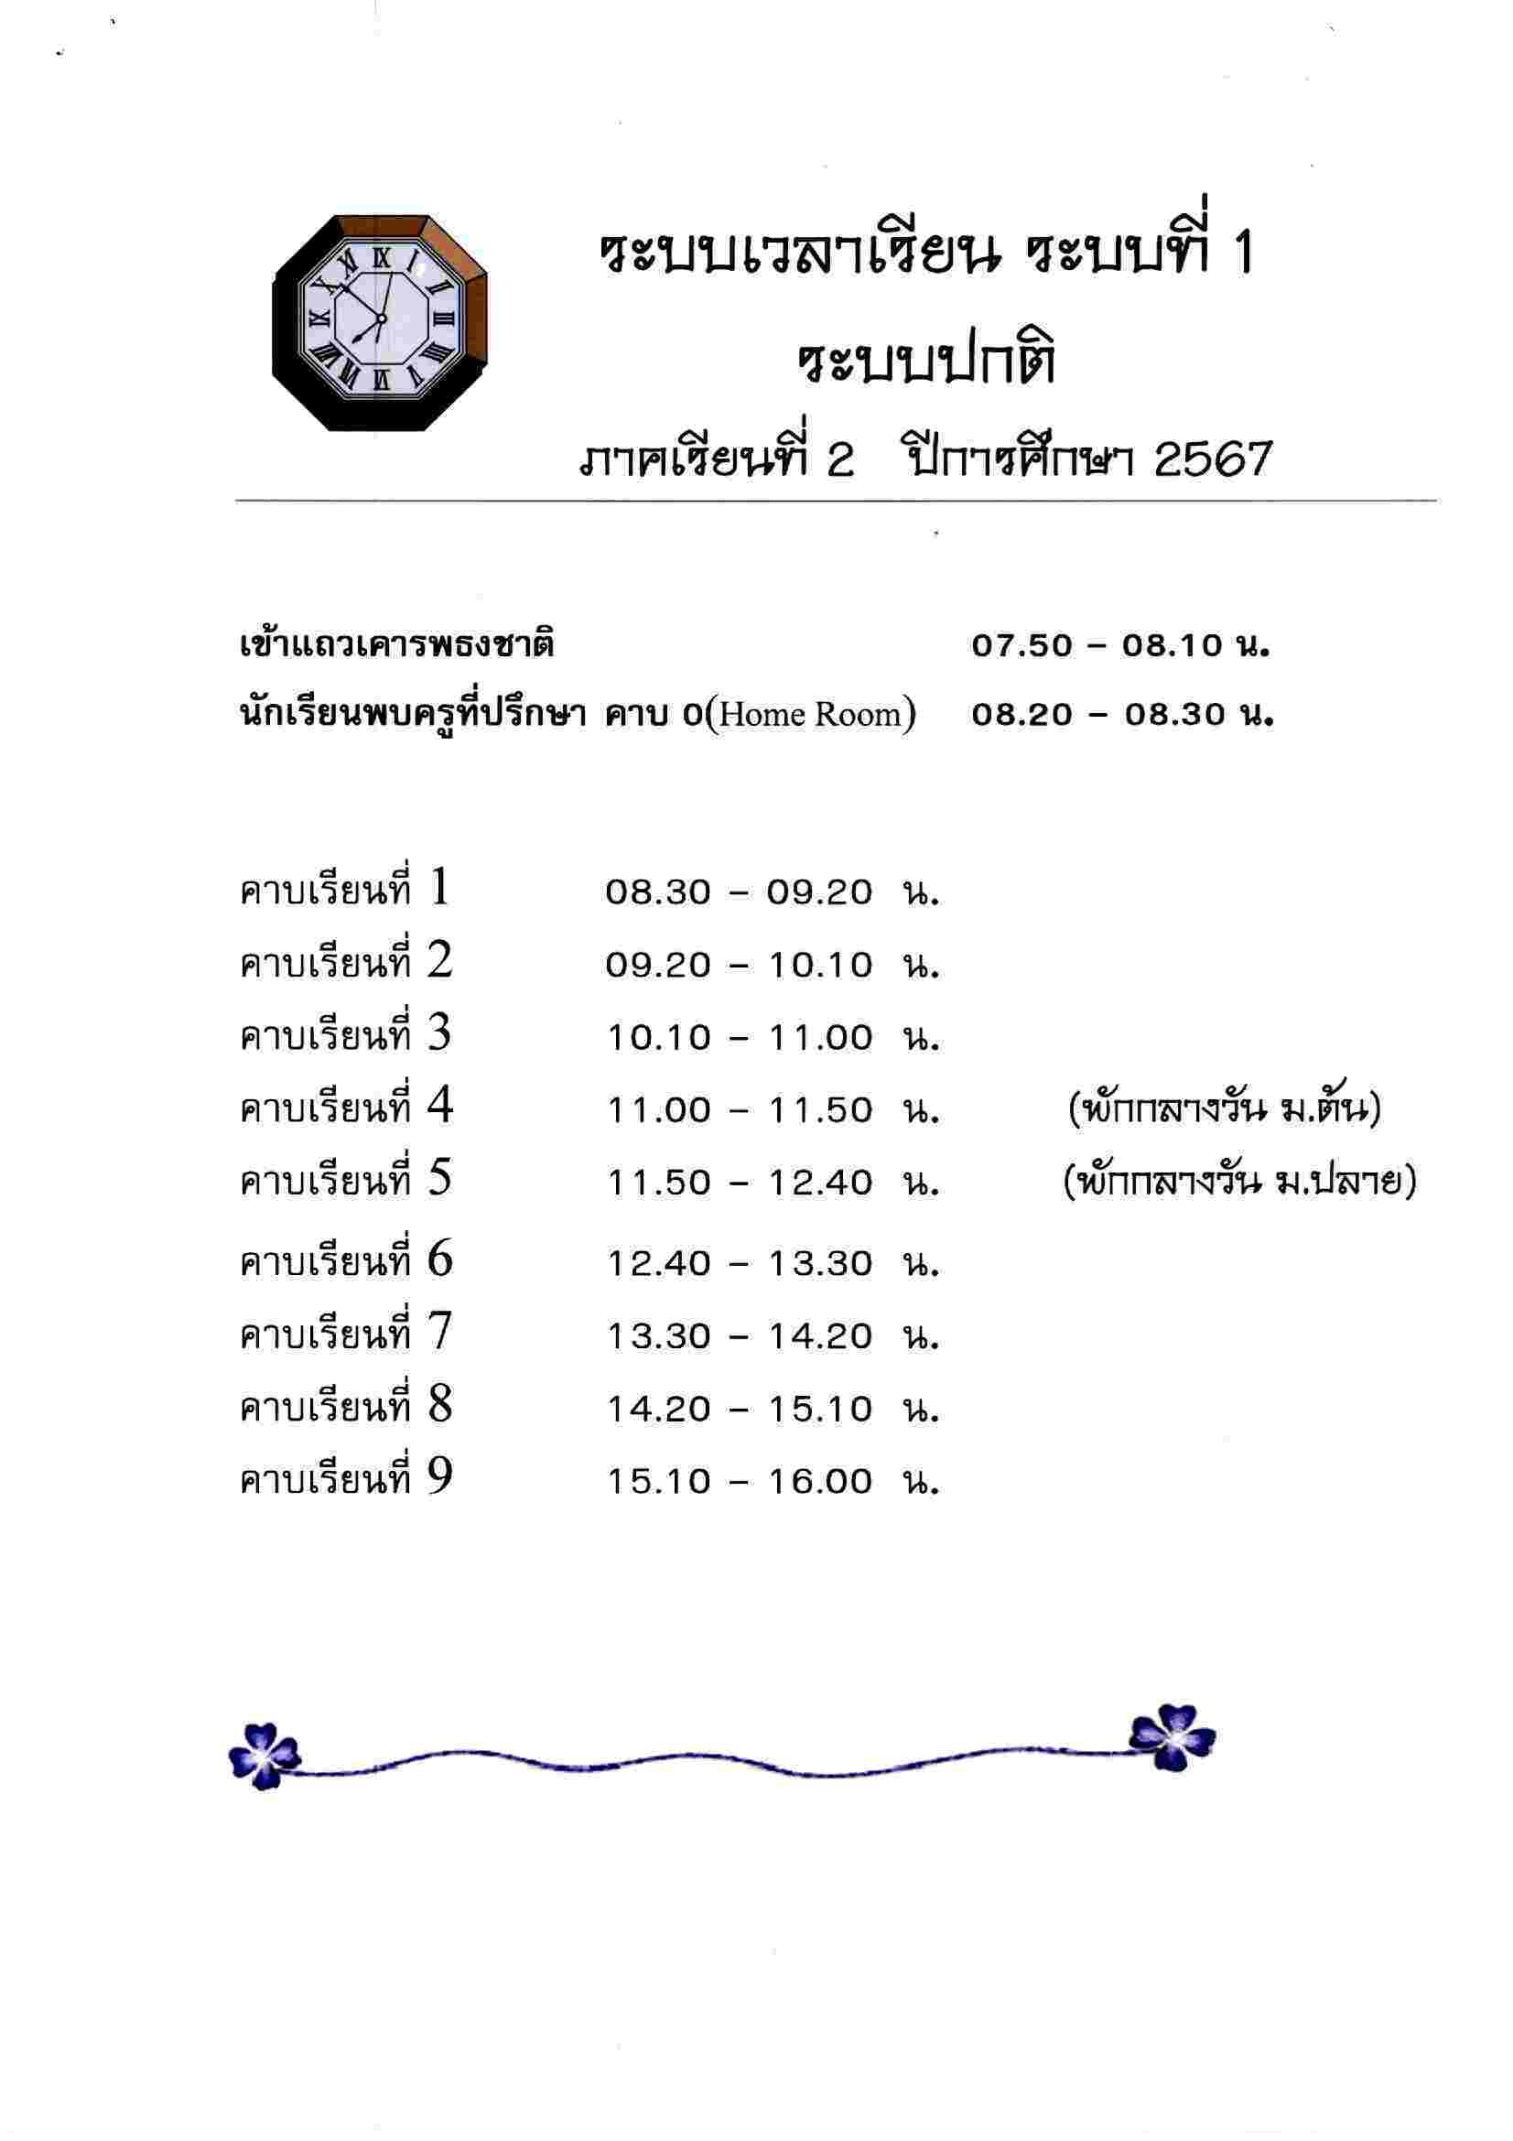 ระบบเวลาเรียน ระบบที่ 1
ระบบปกติ
ภาคเรียนที่ 2 ปีการศึกษา 2567
เข้าแถวเคารพธงชาติ 07.50 – 08.10 น.
นักเรียนพบครูที่ปรึกษา คาบ 0(Home Room) 08.20 – 08.30 น.
คาบเรียนที่ 1 08.30 – 09.20 น.
คาบเรียนที่ 2 09.20 – 10.10 น.
คาบเรียนที่ 3 10.10 – 11.00 น.
คาบเรียนที่ 4 11.00 – 11.50 น. (พักกลางวัน ม.ต้น)
คาบเรียนที่ 5 11.50 – 12.40 น. (พักกลางวัน ม.ปลาย)
คาบเรียนที่ 6 12.40 – 13.30 น.
คาบเรียนที่ 7 13.30 – 14.20 น.
คาบเรียนที่ 8 14.20 – 15.10 น.
คาบเรียนที่ 9 15.10 – 16.00 น.